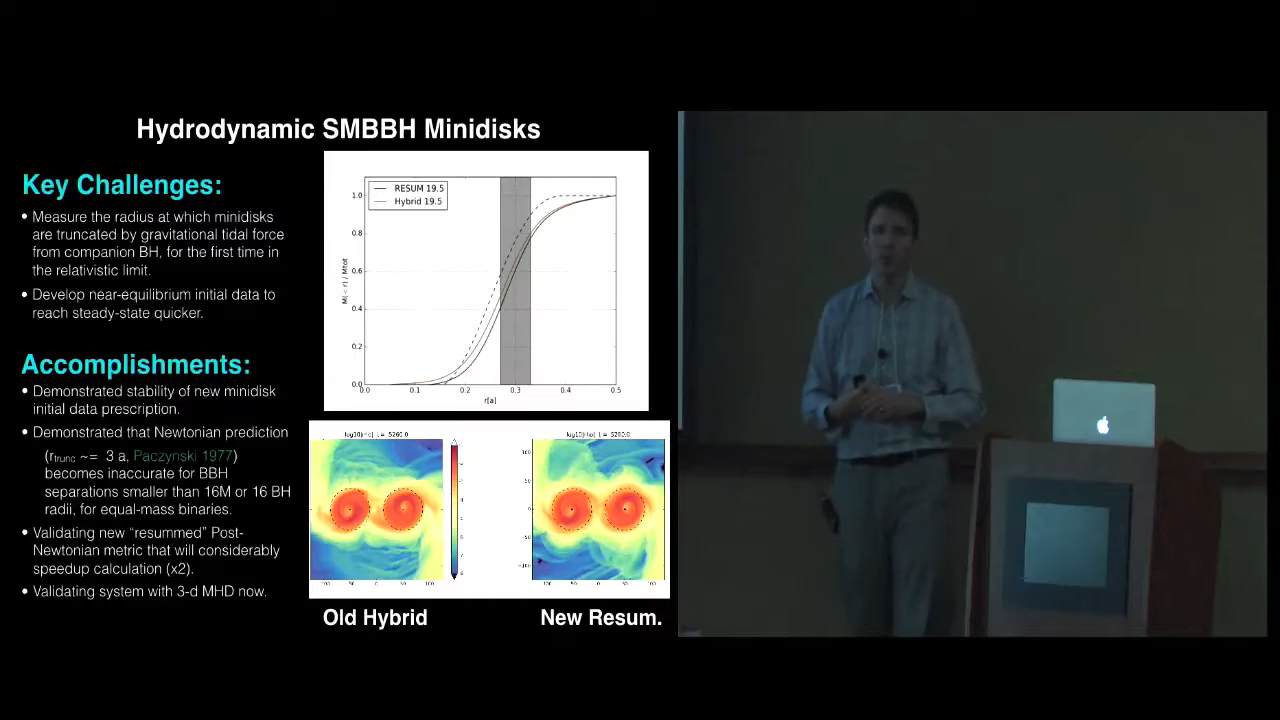 Hydrodynamic SMBBH Minidisks
Key Challenges:
• Measure the radius at which minidisks
are truncated by gravitational tidal force
from companion BH, for the first time in
the relativistic limit.
• Develop near-equilibrium initial data to
reach steady-state quicker.
Accomplishments:
• Demonstrated stability of new minidisk
initial data prescription.
• Demonstrated that Newtonian prediction
(rtrunc ~= 3 a, Paczynski 1977)
becomes inaccurate for BBH
separations smaller than 16M or 16 BH
radii, for equal-mass binaries.
• Validating new “resummed” Post-
Newtonian metric that will considerably
speedup calculation (x2).
• Validating system with 3-d MHD now.
RESUM 19.5
Hybrid 19.5
1.0
0.8
0.6
0.4
0.2
0.0
M(< r) / Mtot
0.0 0.1 0.2 0.3 0.4 0.5
r[a]
100
50
0
−50
−100
Old Hybrid
New Resum.